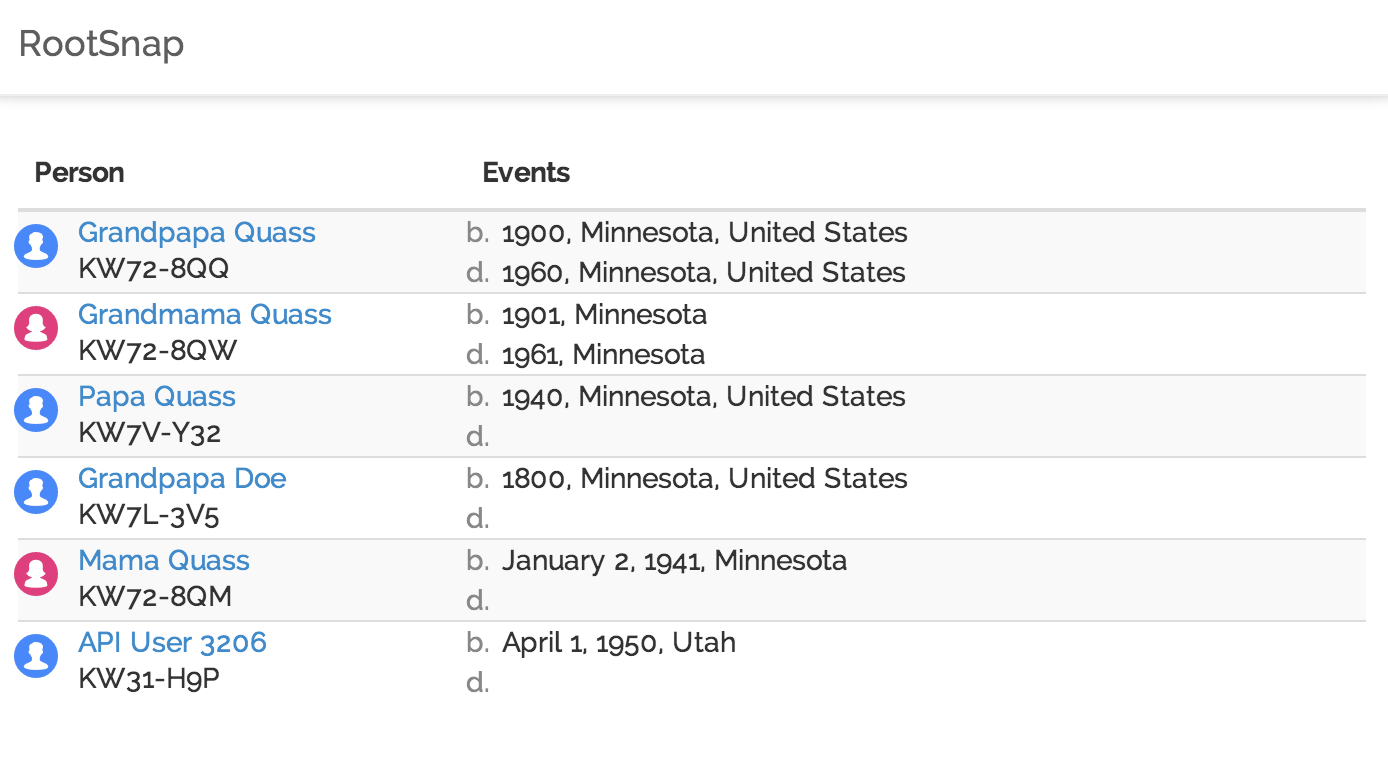 RootSnap
Person Events
Grandpapa Quass b. 1900, Minnesota, United States
KW72-8QQ d. 1960, Minnesota, United States
Grandmama Quass b. 1901, Minnesota
KW72-8QW d. 1961, Minnesota
Papa Quass b. 1940, Minnesota, United States
KW7V-Y32 d.
Grandpapa Doe b. 1800, Minnesota, United States
KW7L-3V5 d.
Mama Quass b. January 2, 1941, Minnesota
KW72-8QM d.
API User 3206 b. April 1, 1950, Utah
KW31-H9P d.